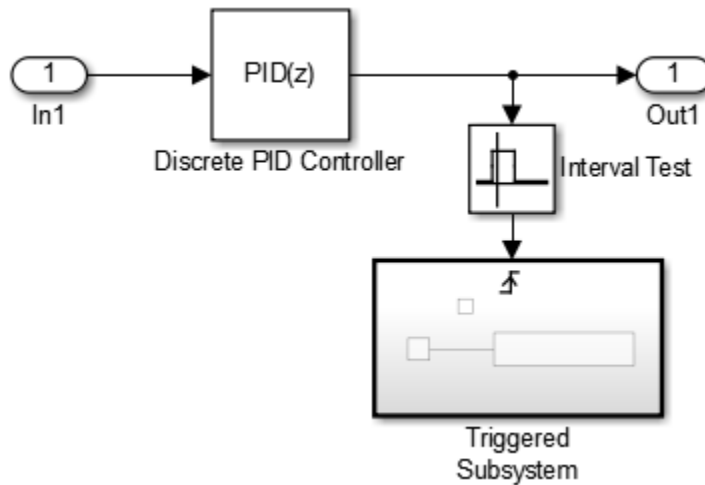 1
In1
PID(z)
Discrete PID Controller
1
Out1
Interval Test
Triggered
Subsystem